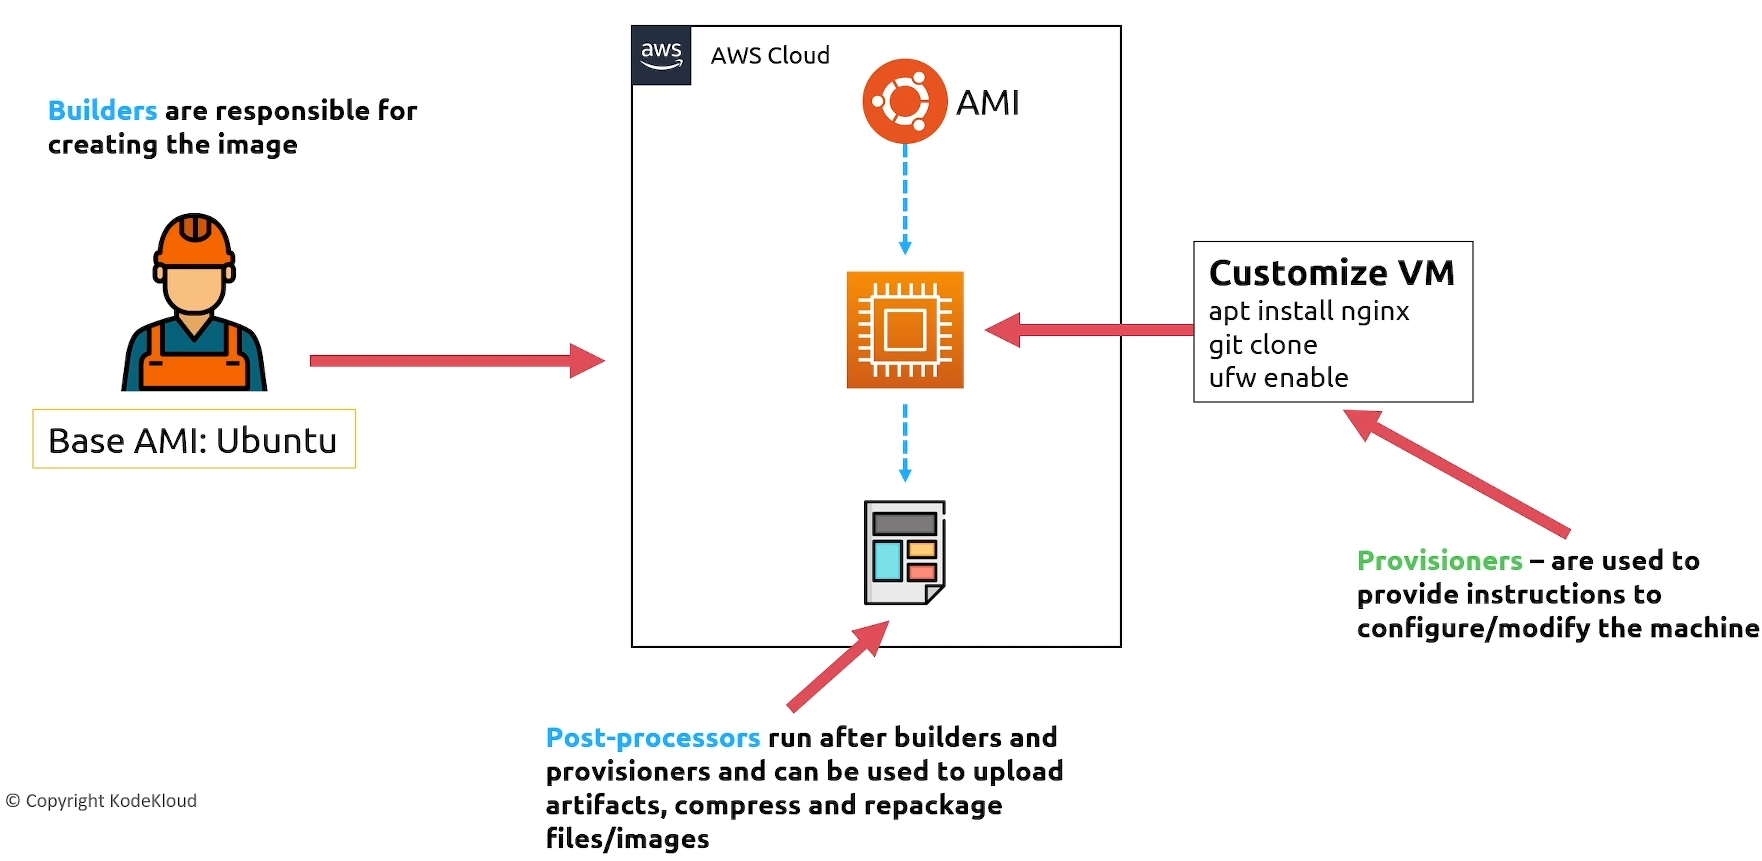 aws
AWS Cloud
AMI
Builders are responsible for
creating the image
Base AMI: Ubuntu
Customize VM
apt install nginx
git clone
ufw enable
Provisioners – are used to
provide instructions to
configure/modify the machine
Post-processors run after builders and
provisioners and can be used to upload
artifacts, compress and repackage
files/images
© Copyright KodeKloud